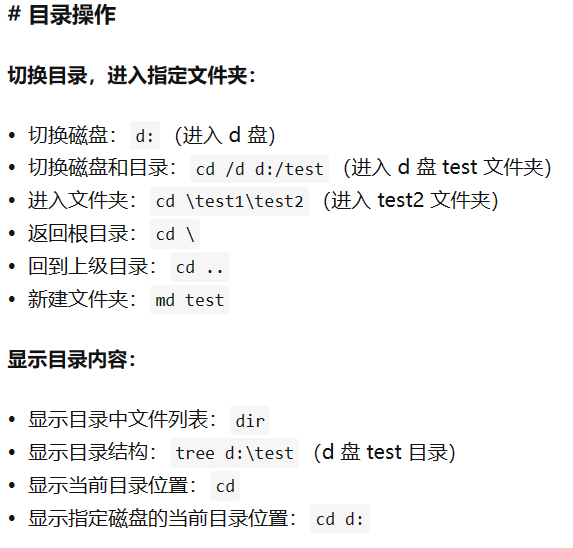 # 目录操作
切换目录，进入指定文件夹：
• 切换磁盘： d: （进入 d 盘）
• 切换磁盘和目录： cd /d d:/test （进入 d 盘 test 文件夹）
• 进入文件夹： cd \test1\test2 （进入 test2 文件夹）
• 返回根目录： cd \
• 回到上级目录： cd ..
• 新建文件夹： md test
显示目录内容：
• 显示目录中文件列表： dir
• 显示目录结构： tree d:\test （d 盘 test 目录）
• 显示当前目录位置： cd
• 显示指定磁盘的当前目录位置： cd d: